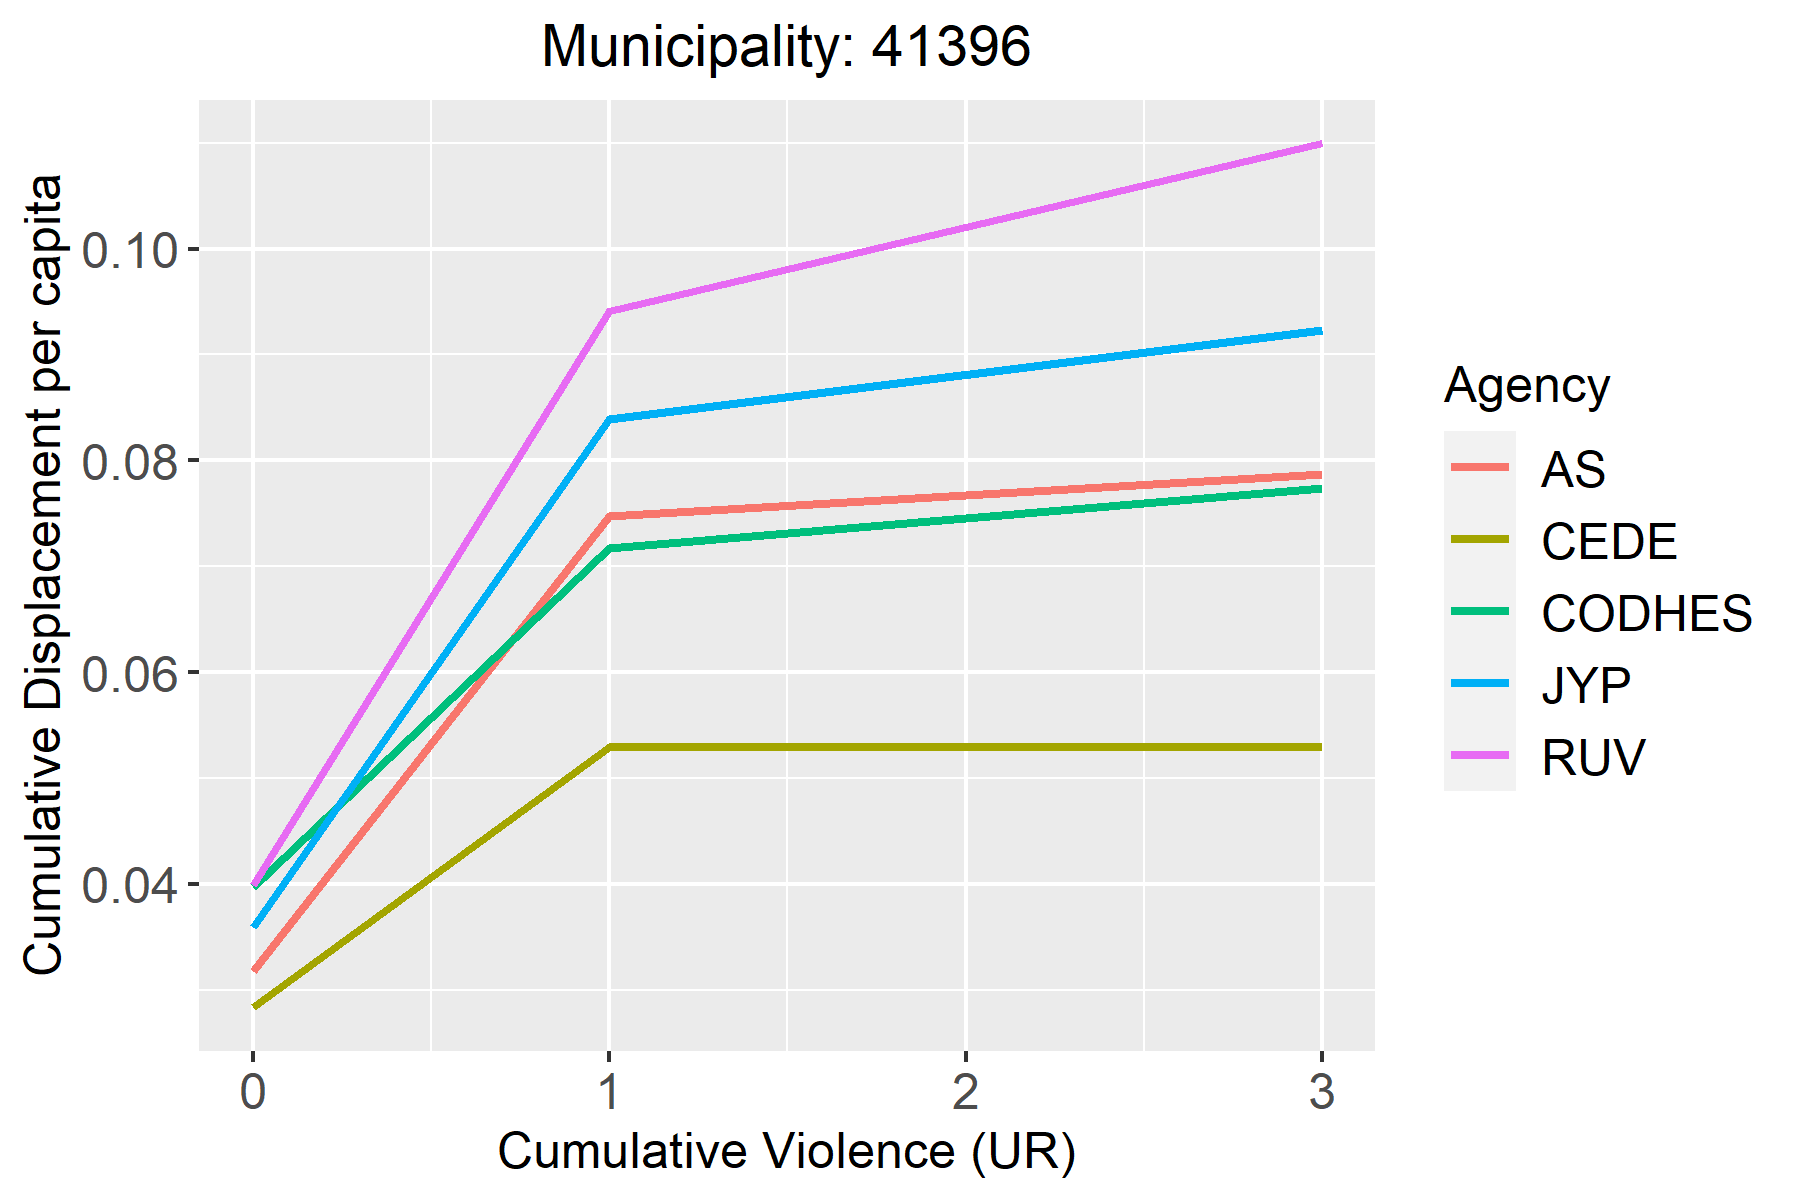 Municipality: 41396
Cumulative Displacement per capita
0.10
0.08
0.06
0.04
0 1 2 3
Cumulative Violence (UR)
Agency
AS
CEDE
CODHES
JYP
RUV